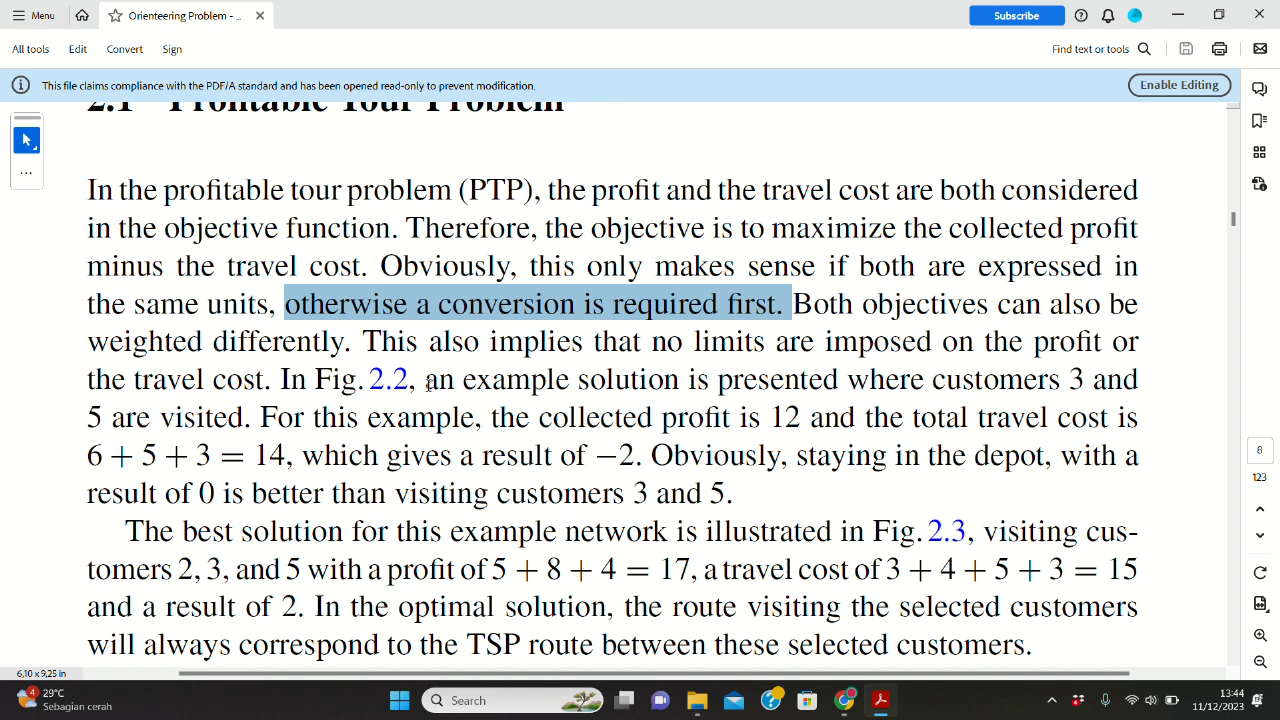 Menu
Orienteering Problem - ...
Subscribe
All tools
Edit
Convert
Sign
Find text or tools
This file claims compliance with the PDF/A standard and has been opened read-only to prevent modification.
Enable Editing
2.1 Profitable Tour Problem
In the profitable tour problem (PTP), the profit and the travel cost are both considered
in the objective function. Therefore, the objective is to maximize the collected profit
minus the travel cost. Obviously, this only makes sense if both are expressed in
the same units, otherwise a conversion is required first. Both objectives can also be
weighted differently. This also implies that no limits are imposed on the profit or
the travel cost. In Fig. 2.2, an example solution is presented where customers 3 and
5 are visited. For this example, the collected profit is 12 and the total travel cost is
6 + 5 + 3 = 14, which gives a result of −2. Obviously, staying in the depot, with a
result of 0 is better than visiting customers 3 and 5.
The best solution for this example network is illustrated in Fig. 2.3, visiting cus-
tomers 2, 3, and 5 with a profit of 5 + 8 + 4 = 17, a travel cost of 3 + 4 + 5 + 3 = 15
and a result of 2. In the optimal solution, the route visiting the selected customers
will always correspond to the TSP route between these selected customers.
8
123
6,10 x 9,25 in
4
29°C
Sebagian cerah
Search
13:44
11/12/2023